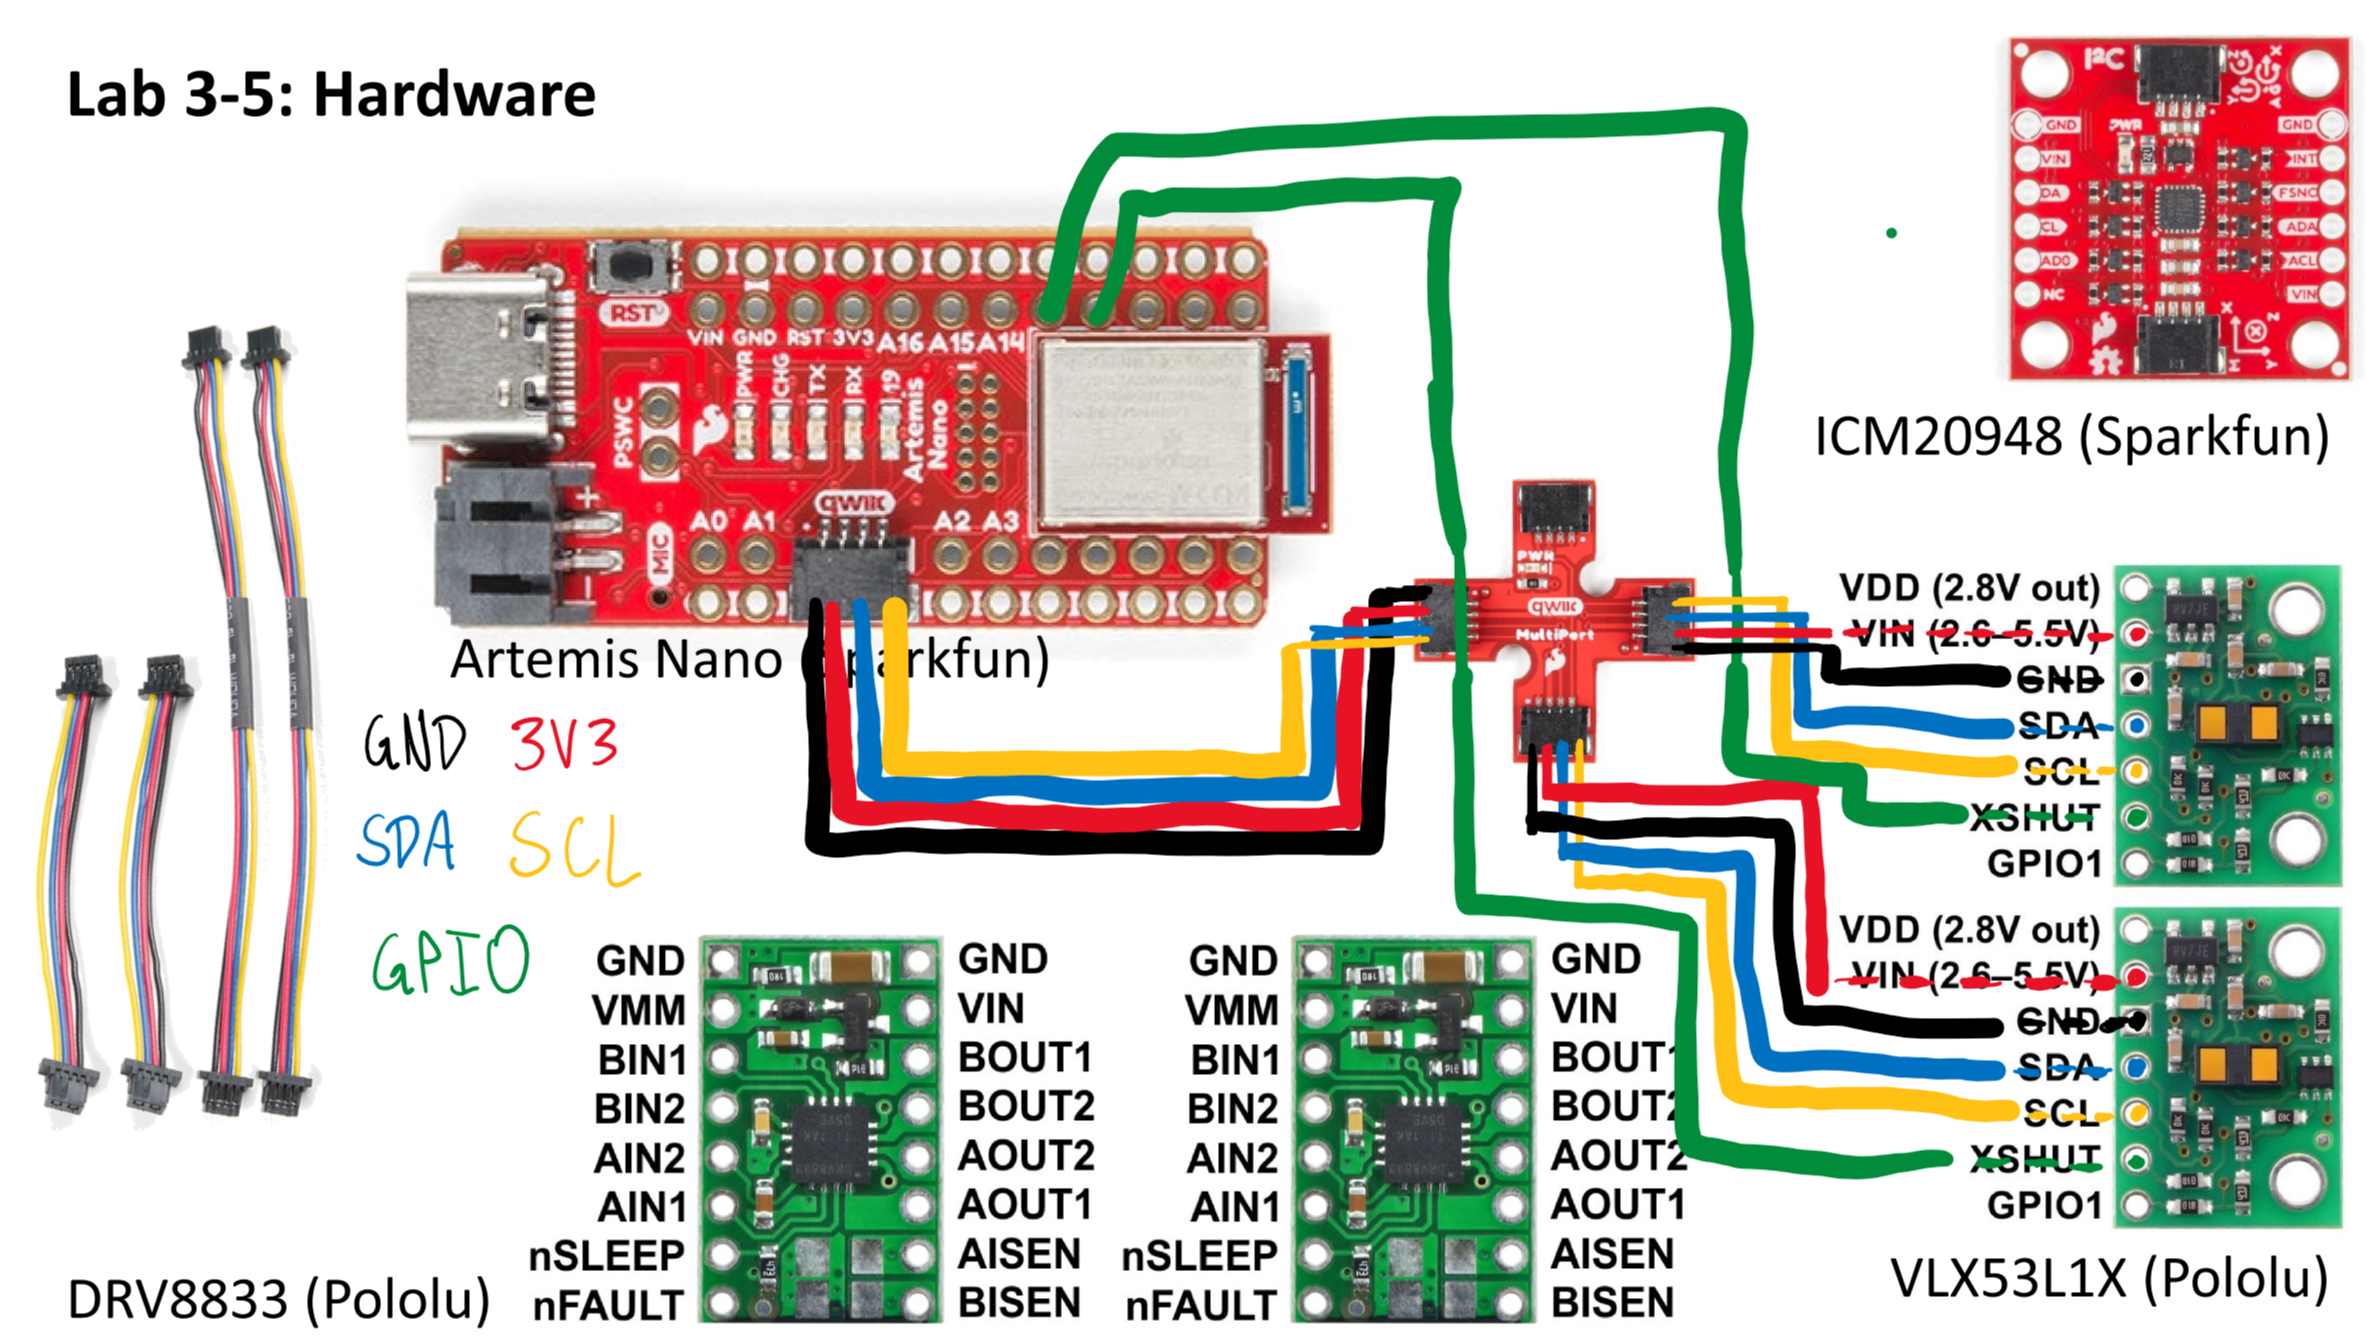 Lab 3-5: Hardware
I²C
GND
VIN
DA
CL
AD0
NC
PWR
GND
INT
FSNC
ADA
ACL
VIN
ICM20948 (Sparkfun)
RST
VIN GND RST 3V3 A16 A15 A14
PWR
CHG
TX
RX
19
Artemis
Nano
PSWC
+
qwiic
A0 A1
A2 A3
MIC
Artemis Nano (Sparkfun)
PWR
qwiic
MultiPort
GND 3V3
SDA SCL
GPIO
VDD (2.8V out)
VIN (2.6–5.5V)
GND
SDA
SCL
XSHUT
GPIO1
VDD (2.8V out)
VIN (2.6–5.5V)
GND
SDA
SCL
XSHUT
GPIO1
VLX53L1X (Pololu)
GND
VMM
BIN1
BIN2
AIN2
AIN1
nSLEEP
nFAULT
GND
VIN
BOUT1
BOUT2
AOUT2
AOUT1
AISEN
BISEN
GND
VMM
BIN1
BIN2
AIN2
AIN1
nSLEEP
nFAULT
GND
VIN
BOUT1
BOUT2
AOUT2
AOUT1
AISEN
BISEN
DRV8833 (Pololu)